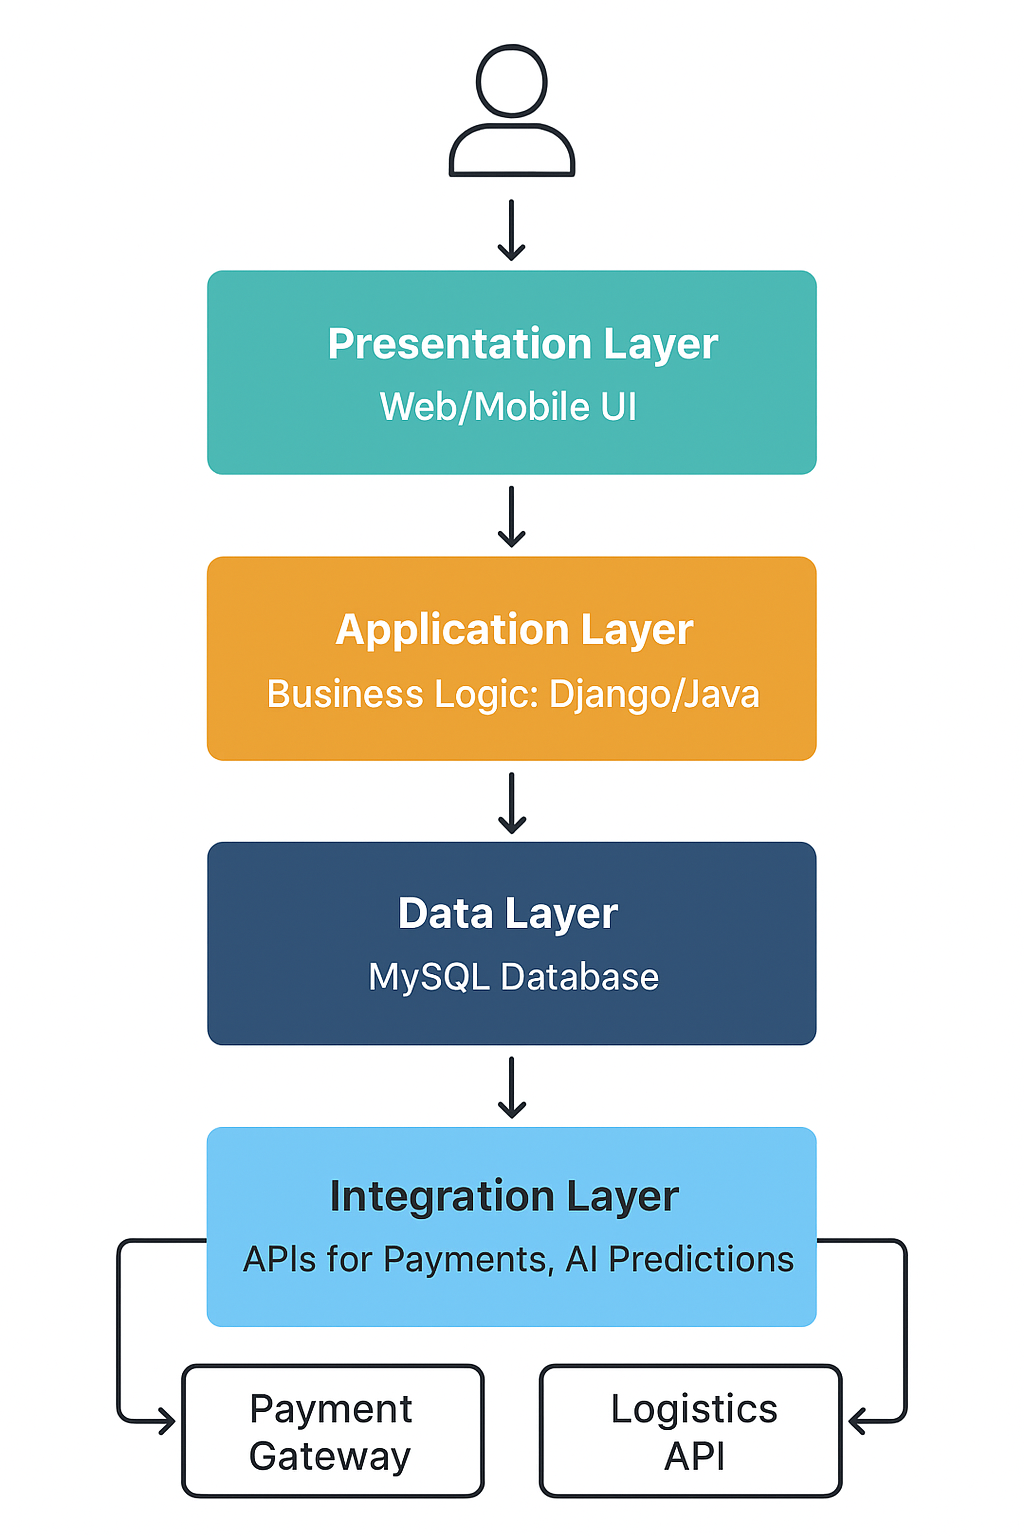 Presentation Layer
Web/Mobile UI
Application Layer
Business Logic: Django/Java
Data Layer
MySQL Database
Integration Layer
APIs for Payments, AI Predictions
Payment
Gateway
Logistics
API